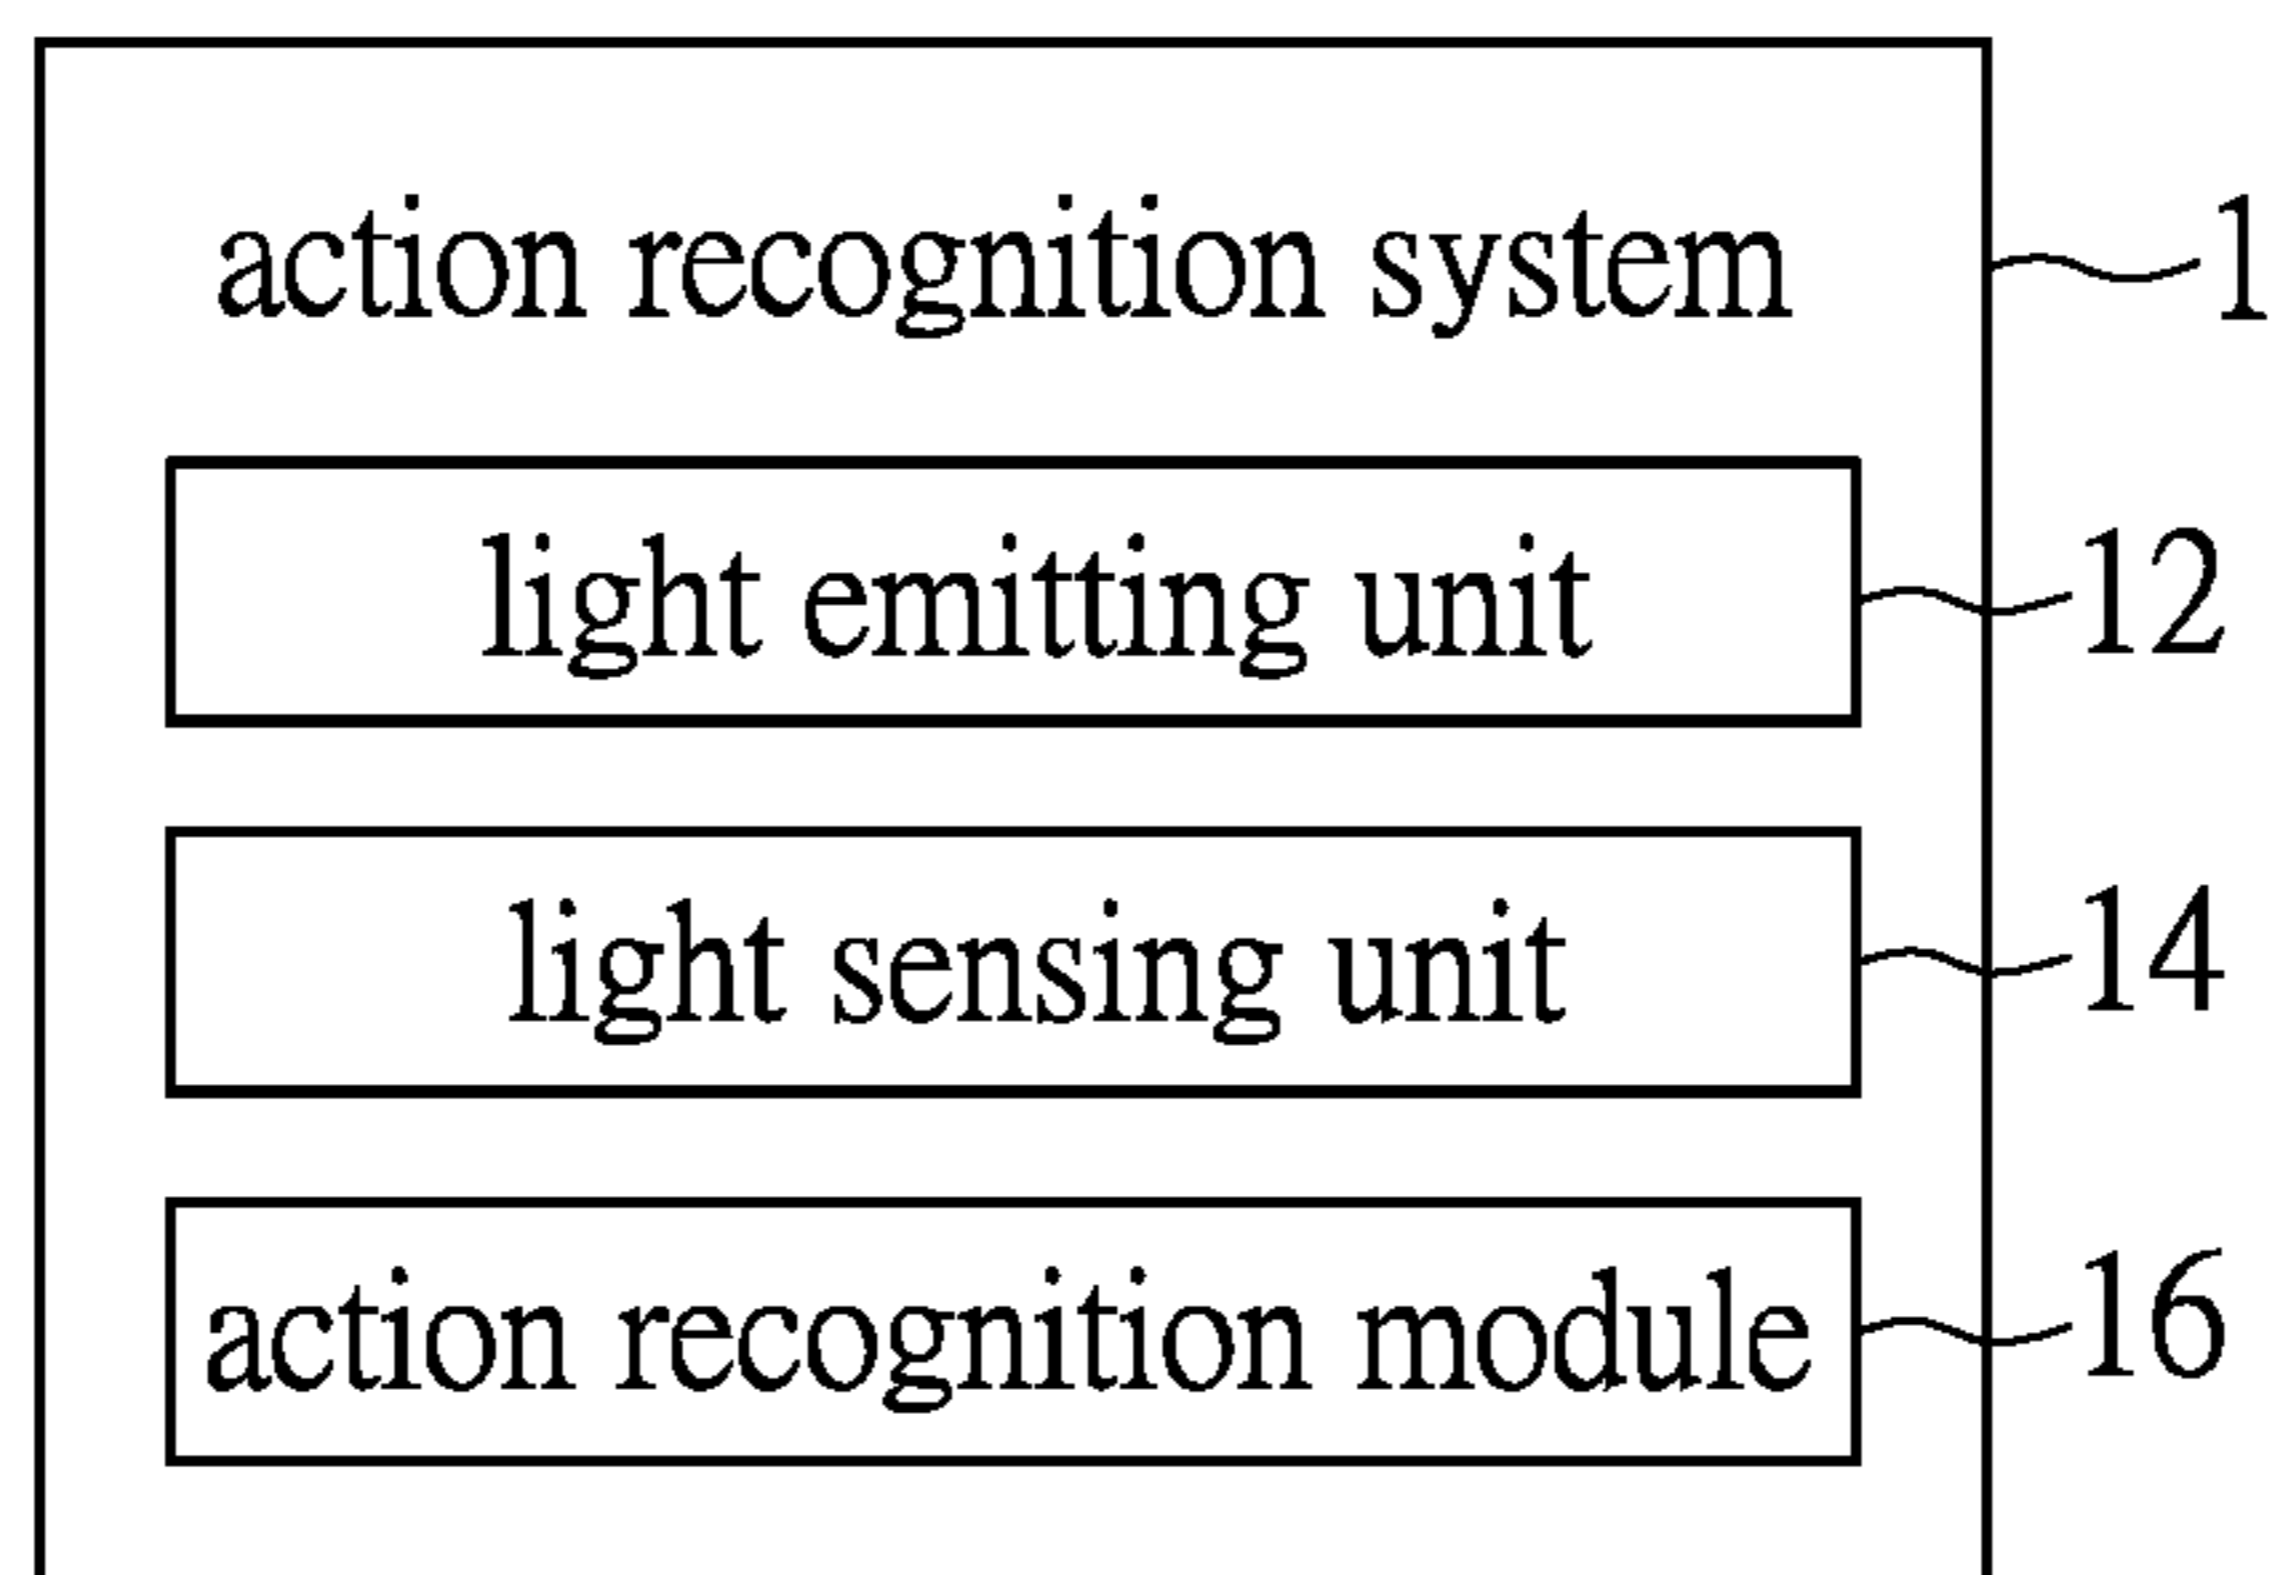 action recognition system 1
light emitting unit 12
light sensing unit 14
action recognition module 16